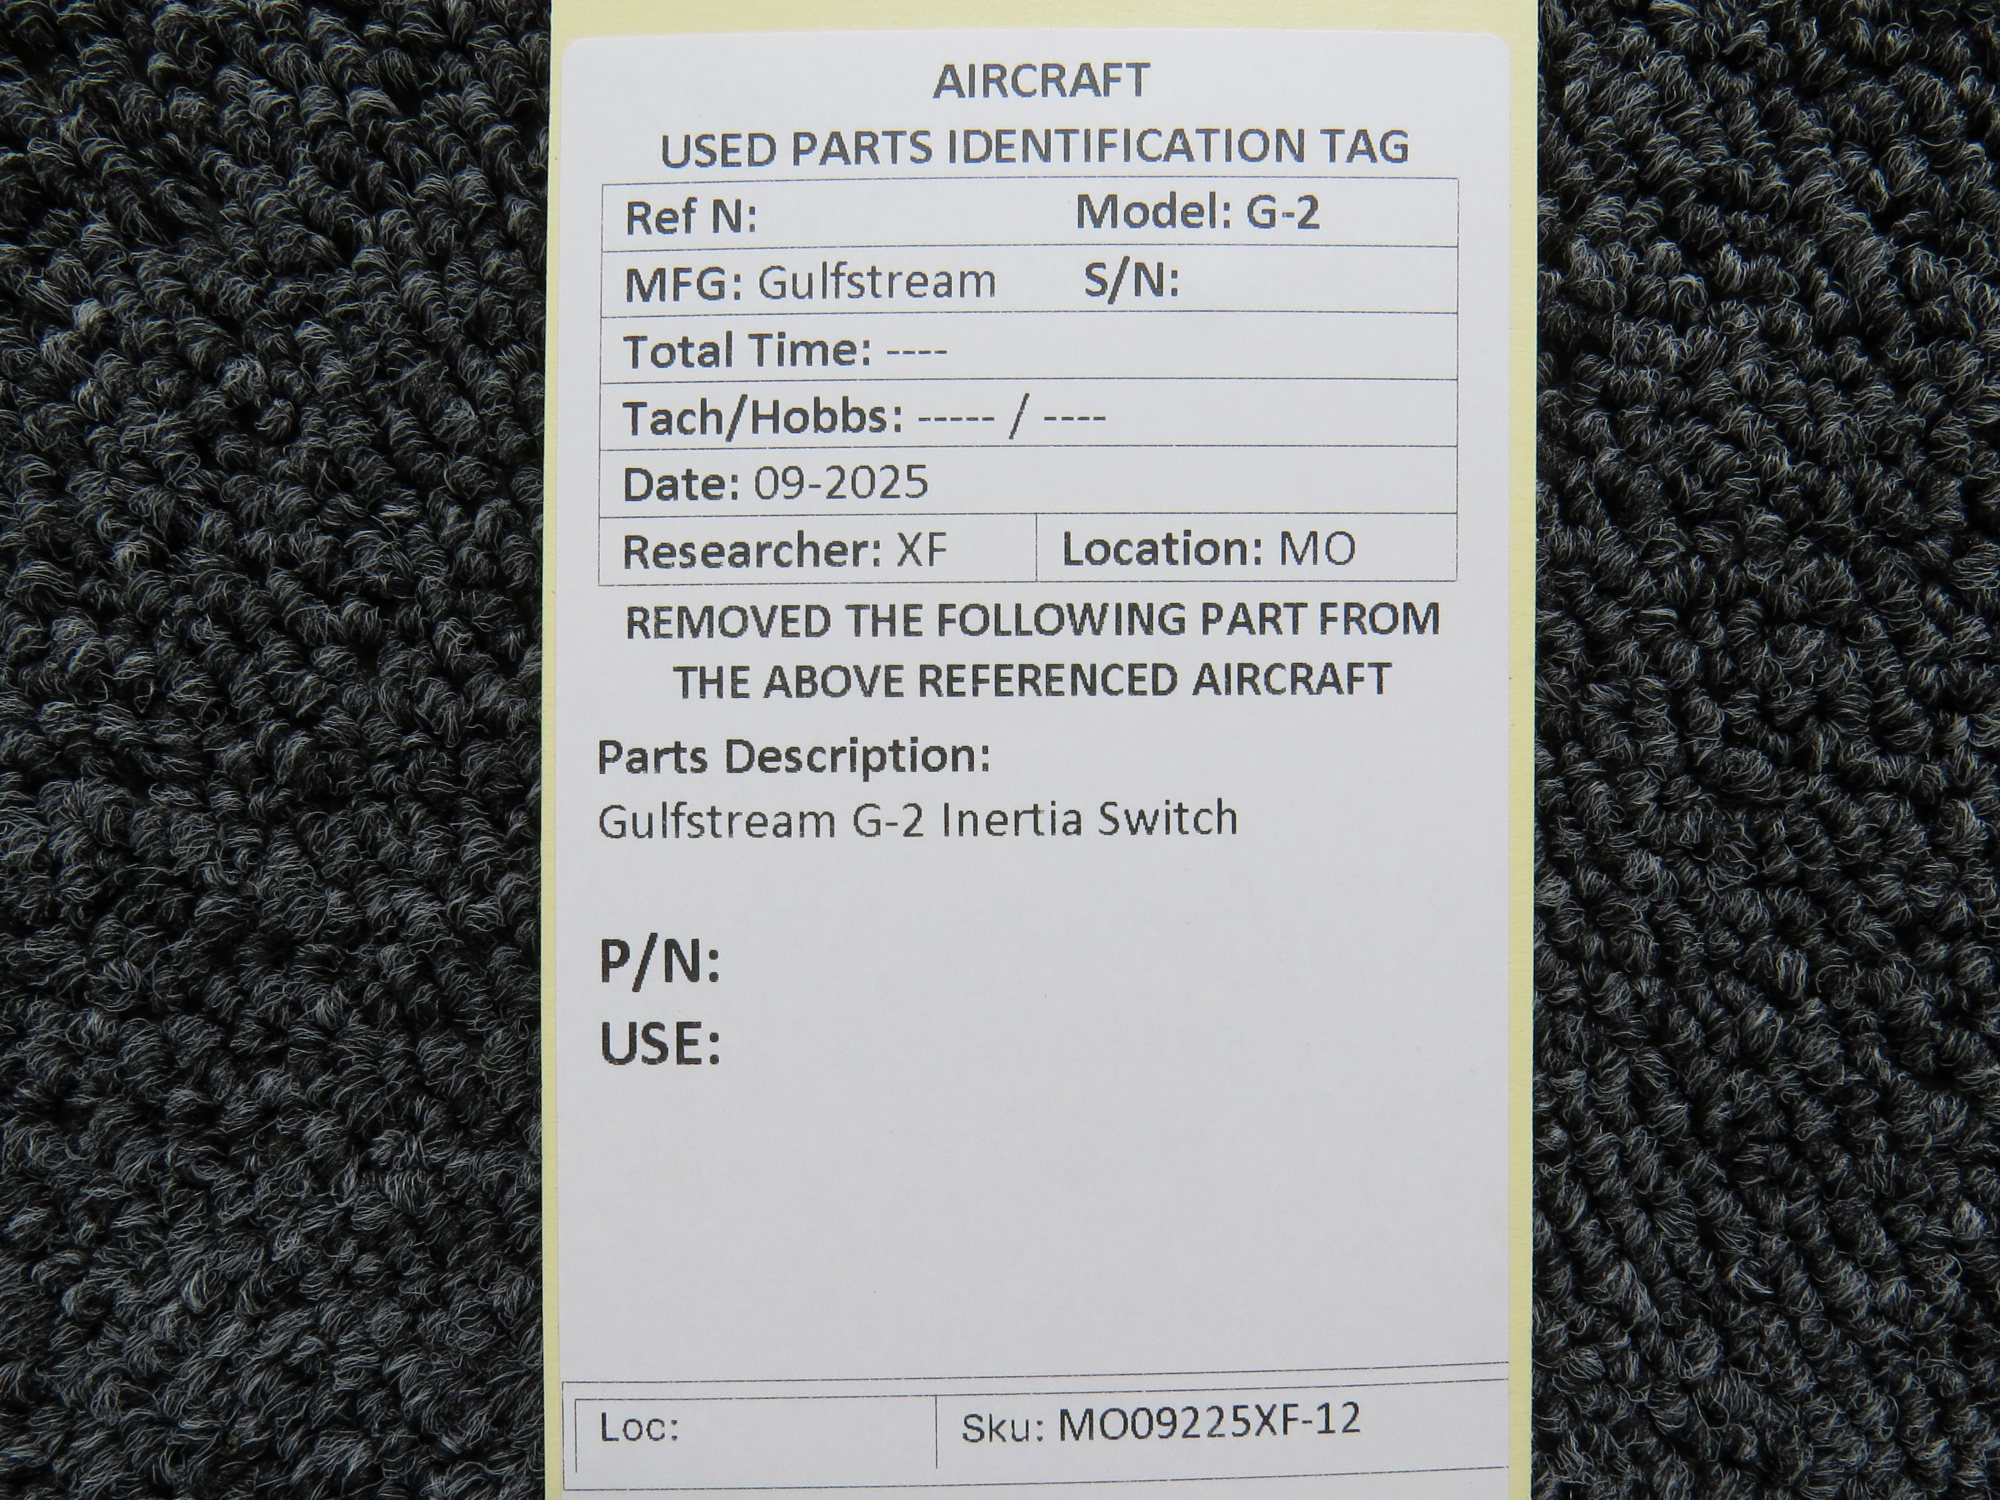 AIRCRAFT
USED PARTS IDENTIFICATION TAG
Ref N: Model: G-2
MFG: Gulfstream S/N:
Total Time: ----
Tach/Hobbs: ----- / ----
Date: 09-2025
Researcher: XF Location: MO
REMOVED THE FOLLOWING PART FROM
THE ABOVE REFERENCED AIRCRAFT
Parts Description:
Gulfstream G-2 Inertia Switch
P/N:
USE:
Loc: Sku: MO09225XF-12